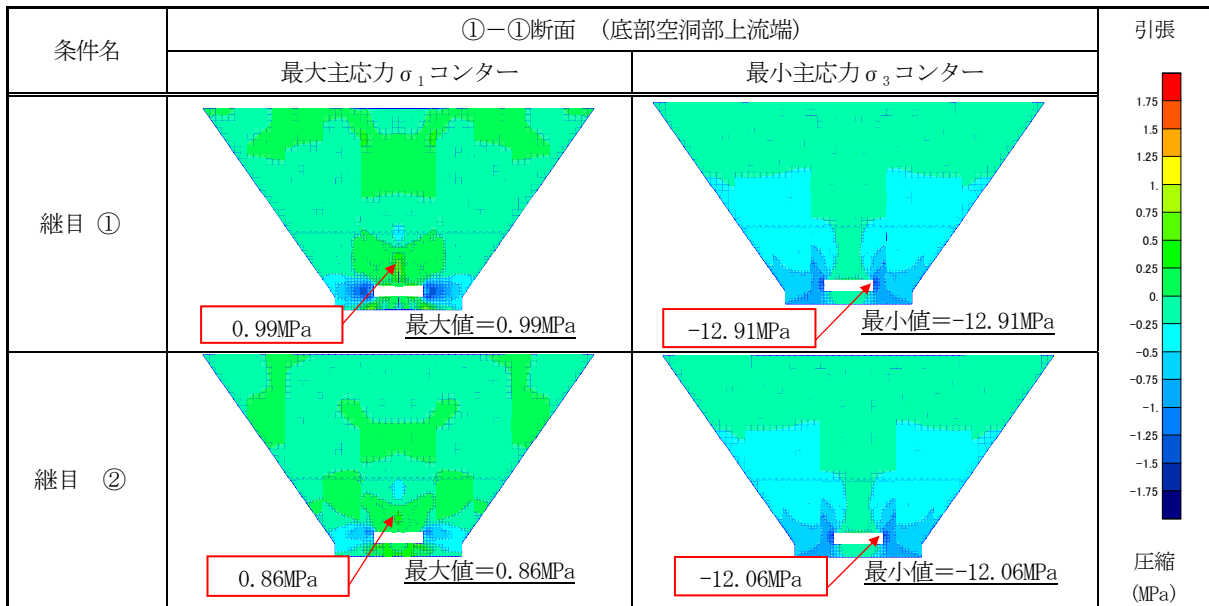 条件名
①－①断面　(底部空洞部上流端)
最大主応力σ1コンター
最小主応力σ3コンター
引張
継目 ①
0.99MPa
最大値＝0.99MPa
-12.91MPa
最小値＝-12.91MPa
継目　②
0.86MPa
最大値＝0.86MPa
-12.06MPa
最小値＝-12.06MPa
1.75
1.5
1.25
1.
0.75
0.5
0.25
0.
-0.25
-0.5
-0.75
-1.
-1.25
-1.5
-1.75
圧縮
(MPa)